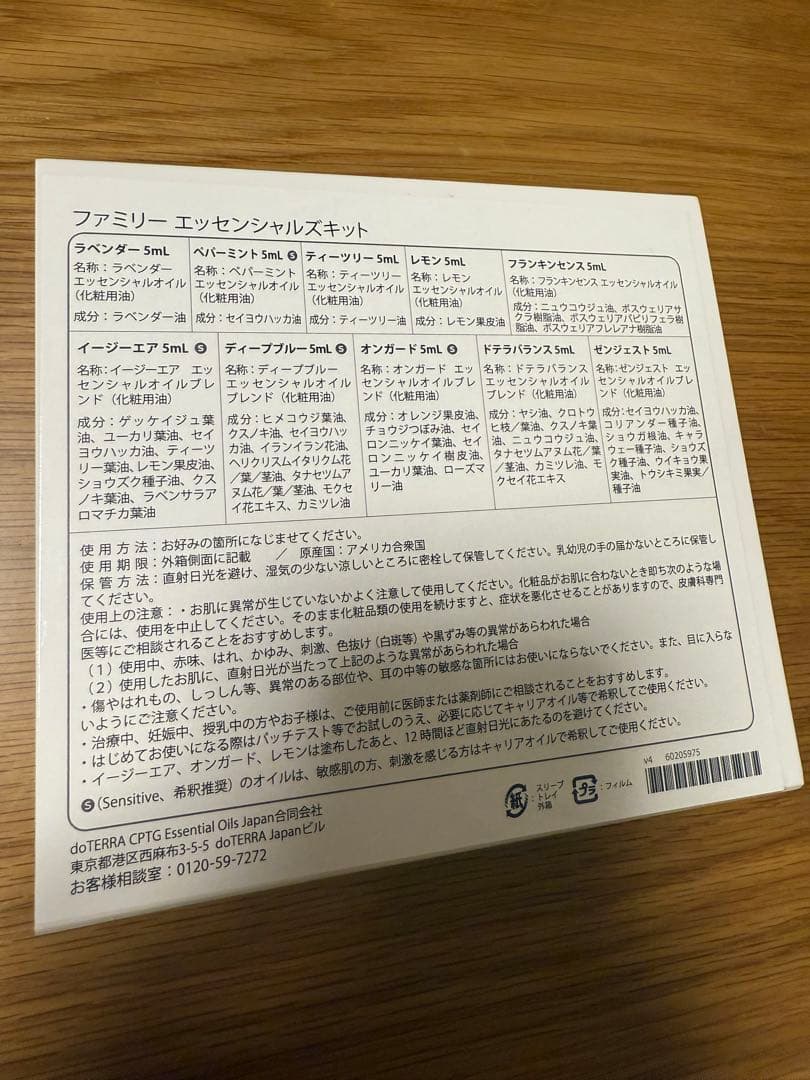 ファミリー エッセンシャルズキット
ラベンダー 5mL
名称：ラベンダー
エッセンシャルオイル
（化粧用油）
成分：ラベンダー油
ペパーミント 5mL S
名称：ペパーミント
エッセンシャルオイル
（化粧用油）
成分：セイヨウハッカ油
ティーツリー 5mL
名称：ティーツリー
エッセンシャルオイル
（化粧用油）
成分：ティーツリー油
レモン 5mL
名称：レモン
エッセンシャルオイル
（化粧用油）
成分：レモン果皮油
フランキンセンス 5mL
名称：フランキンセンス エッセンシャルオイル
（化粧用油）
成分：ニュウコウジュ油、ボスウェリアサ
クラ樹脂油、ボスウェリアパピリフェラ樹
脂油、ボスウェリアフレレアナ樹脂油
イージーエア 5mL S
名称：イージーエア エッ
センシャルオイルブレ
ンド（化粧用油）
成分：ゲッケイジュ葉
油、ユーカリ葉油、セイ
ヨウハッカ油、ティーツ
リー葉油、レモン果皮油、
ショウズク種子油、クス
ノキ葉油、ラベンサラア
ロマチカ葉油
ディープブルー 5mL S
名称：ディープブルー
エッセンシャルオイルブ
レンド（化粧用油）
成分：ヒメコウジ葉油、
クスノキ油、セイヨウハッ
カ油、イランイラン花油、
ヘリクリスムイタリクム花
／葉／茎油、タナセツムア
ヌム花／葉／茎油、モクセ
イ花エキス、カミツレ油
オンガード 5mL S
名称：オンガード エッ
センシャルオイルブレ
ンド（化粧用油）
成分：オレンジ果皮油、
チョウジつぼみ油、セイ
ロンニッケイ葉油、セイ
ロンニッケイ樹皮油、
ユーカリ葉油、ローズマ
リー油
ドテラバランス 5mL
名称：ドテラバランス
エッセンシャルオイル
ブレンド（化粧用油）
成分：ヤシ油、クロトウ
ヒ枝／葉油、クスノキ葉
油、ニュウコウジュ油、
タナセツムアヌム花／葉
／茎油、カミツレ油、モ
クセイ花エキス
ゼンジェスト 5mL
名称：ゼンジェスト エッ
センシャルオイルブレ
ンド（化粧用油）
成分：セイヨウハッカ油、
コリアンダー種子油、
ショウガ根油、キャラ
ウェー種子油、ショウズ
ク種子油、ウイキョウ果
実油、トウシキミ果実／
種子油
使用方法：お好みの箇所になじませてください。
使用期限：外箱側面に記載　／　原産国：アメリカ合衆国
保管方法：直射日光を避け、湿気の少ない涼しいところに密栓して保管してください。乳幼児の手の届かないところに保管し
てください。
使用上の注意：・お肌に異常が生じていないかよく注意して使用してください。化粧品がお肌に合わないとき即ち次のような場
合には、使用を中止してください。そのまま化粧品類の使用を続けますと、症状を悪化させることがありますので、皮膚科専門
医等にご相談されることをおすすめします。
（1）使用中、赤味、はれ、かゆみ、刺激、色抜け（白斑等）や黒ずみ等の異常があらわれた場合
（2）使用したお肌に、直射日光が当たって上記のような異常があらわれた場合
・傷やはれもの、しっしん等、異常のある部位や、耳の中等の敏感な箇所にはお使いにならないでください。また、目に入らな
いようにご注意ください。
・治療中、妊娠中、授乳中の方やお子様は、ご使用前に医師または薬剤師にご相談されることをおすすめします。
・はじめてお使いになる際はパッチテスト等でお試しのうえ、必要に応じてキャリアオイル等で希釈してご使用ください。
・イージーエア、オンガード、レモンは塗布したあと、12時間ほど直射日光にあたるのを避けてください。
S (Sensitive、希釈推奨）のオイルは、敏感肌の方、刺激を感じる方はキャリアオイルで希釈してご使用ください。
doTERRA CPTG Essential Oils Japan合同会社
東京都港区西麻布3-5-5 doTERRA Japanビル
お客様相談室：0120-59-7272
紙：スリーブ
トレイ
外箱
プラ：フィルム
v4 60205975